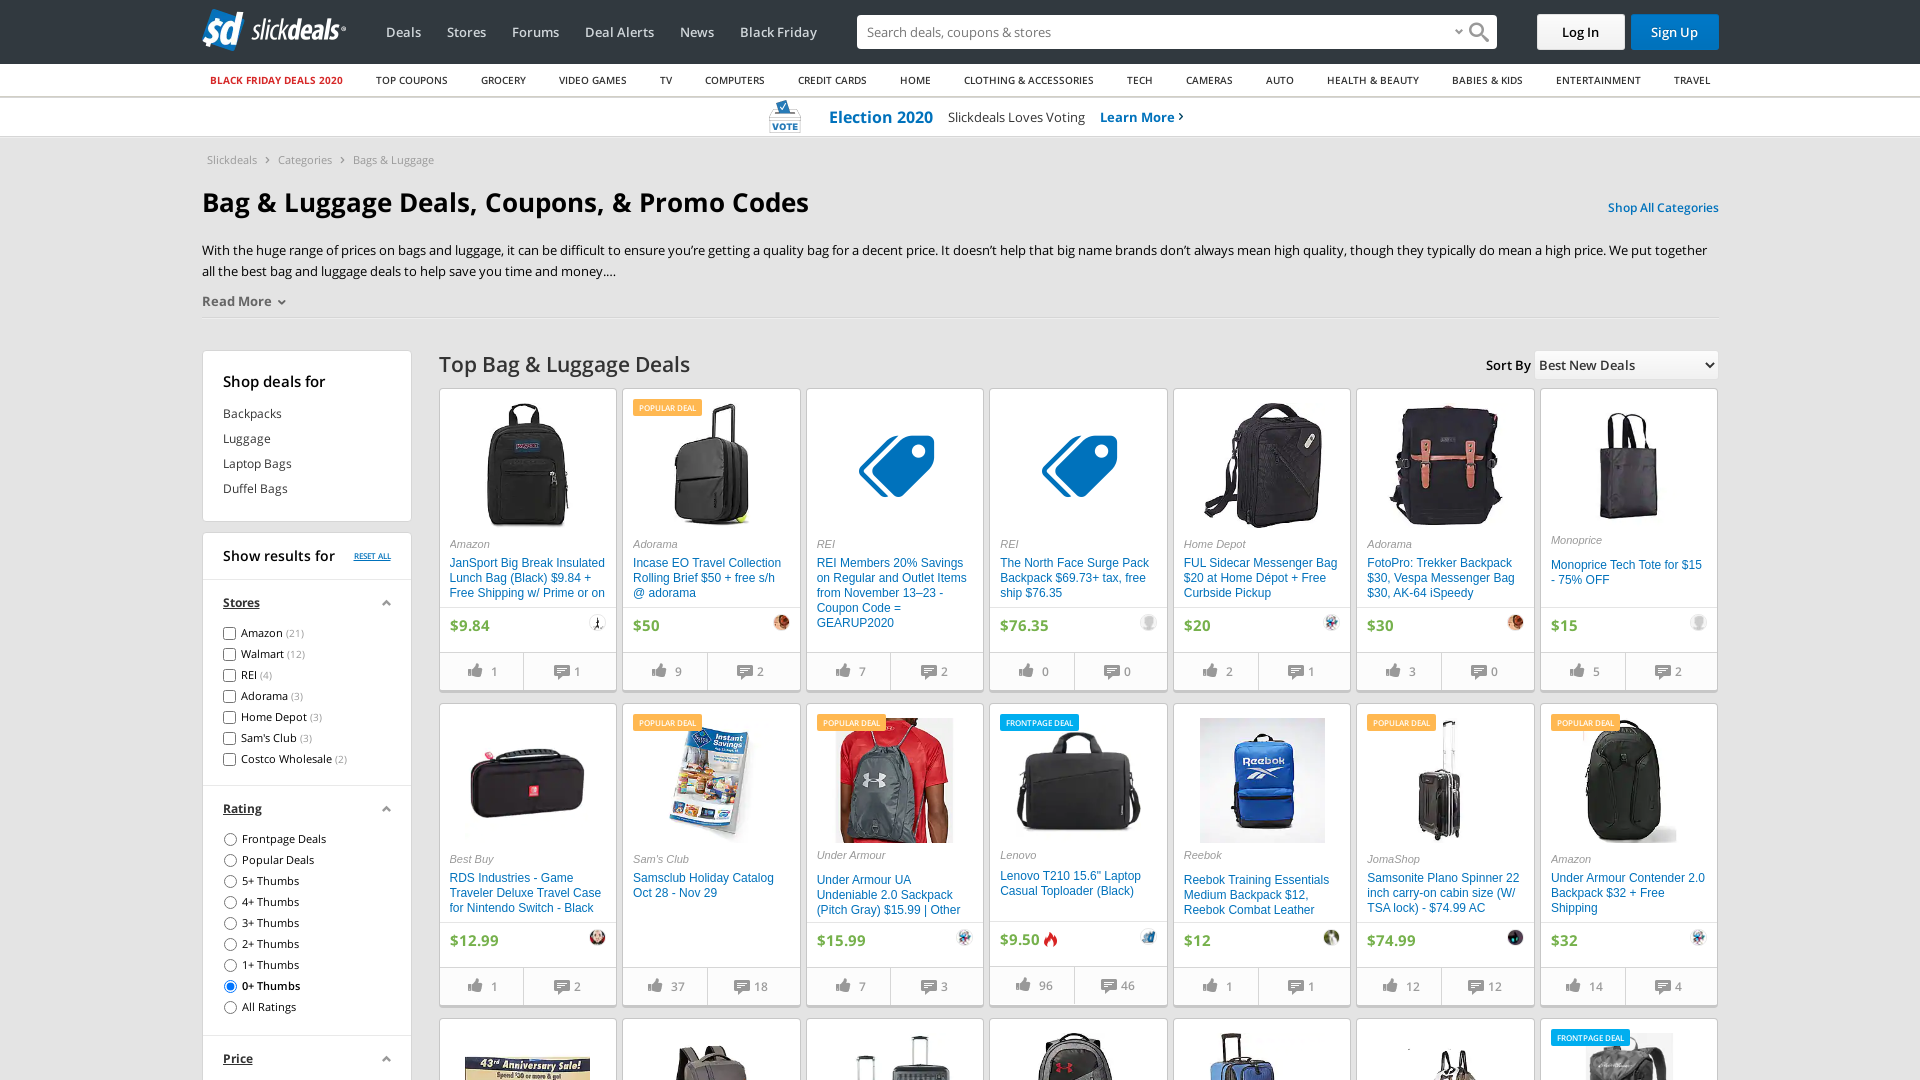 sd slickdeals
Deals
Stores
Forums
Deal Alerts
News
Black Friday
Search deals, coupons & stores
Log In
Sign Up
BLACK FRIDAY DEALS 2020
TOP COUPONS
GROCERY
VIDEO GAMES
TV
COMPUTERS
CREDIT CARDS
HOME
CLOTHING & ACCESSORIES
TECH
CAMERAS
AUTO
HEALTH & BEAUTY
BABIES & KIDS
ENTERTAINMENT
TRAVEL
VOTE
Election 2020 Slickdeals Loves Voting Learn More
Slickdeals > Categories > Bags & Luggage
Bag & Luggage Deals, Coupons, & Promo Codes
Shop All Categories
With the huge range of prices on bags and luggage, it can be difficult to ensure you’re getting a quality bag for a decent price. It doesn’t help that big name brands don’t always mean high quality, though they typically do mean a high price. We put together
all the best bag and luggage deals to help save you time and money....
Read More
Shop deals for
Backpacks
Luggage
Laptop Bags
Duffel Bags
Show results for
RESET ALL
Stores
Amazon (21)
Walmart (12)
REI (4)
Adorama (3)
Home Depot (3)
Sam's Club (3)
Costco Wholesale (2)
Rating
Frontpage Deals
Popular Deals
5+ Thumbs
4+ Thumbs
3+ Thumbs
2+ Thumbs
1+ Thumbs
0+ Thumbs
All Ratings
Price
Top Bag & Luggage Deals
Sort By Best New Deals
Amazon
JanSport Big Break Insulated
Lunch Bag (Black) $9.84 +
Free Shipping w/ Prime or on
$9.84
1
1
POPULAR DEAL
Adorama
Incase EO Travel Collection
Rolling Brief $50 + free s/h
@ adorama
$50
9
2
REI
REI Members 20% Savings
on Regular and Outlet Items
from November 13–23 -
Coupon Code =
GEARUP2020
7
2
REI
The North Face Surge Pack
Backpack $69.73+ tax, free
ship $76.35
$76.35
0
0
Home Depot
FUL Sidecar Messenger Bag
$20 at Home Dépot + Free
Curbside Pickup
$20
2
1
Adorama
FotoPro: Trekker Backpack
$30, Vespa Messenger Bag
$30, AK-64 iSpeedy
$30
3
0
Monoprice
Monoprice Tech Tote for $15
- 75% OFF
$15
5
2
Best Buy
RDS Industries - Game
Traveler Deluxe Travel Case
for Nintendo Switch - Black
$12.99
1
2
POPULAR DEAL
Instant
Savings
Sam's Club
Samsclub Holiday Catalog
Oct 28 - Nov 29
37
18
POPULAR DEAL
Under Armour
Under Armour UA
Undeniable 2.0 Sackpack
(Pitch Gray) $15.99 | Other
$15.99
7
3
FRONTPAGE DEAL
Lenovo
Lenovo T210 15.6" Laptop
Casual Toploader (Black)
$9.50
96
46
Reebok
Reebok
Reebok Training Essentials
Medium Backpack $12,
Reebok Combat Leather
$12
1
1
POPULAR DEAL
JomaShop
Samsonite Plano Spinner 22
inch carry-on cabin size (W/
TSA lock) - $74.99 AC
$74.99
12
12
POPULAR DEAL
Amazon
Under Armour Contender 2.0
Backpack $32 + Free
Shipping
$32
14
4
43rd Anniversary Sale!
Spend $30 or more & get
FRONTPAGE DEAL